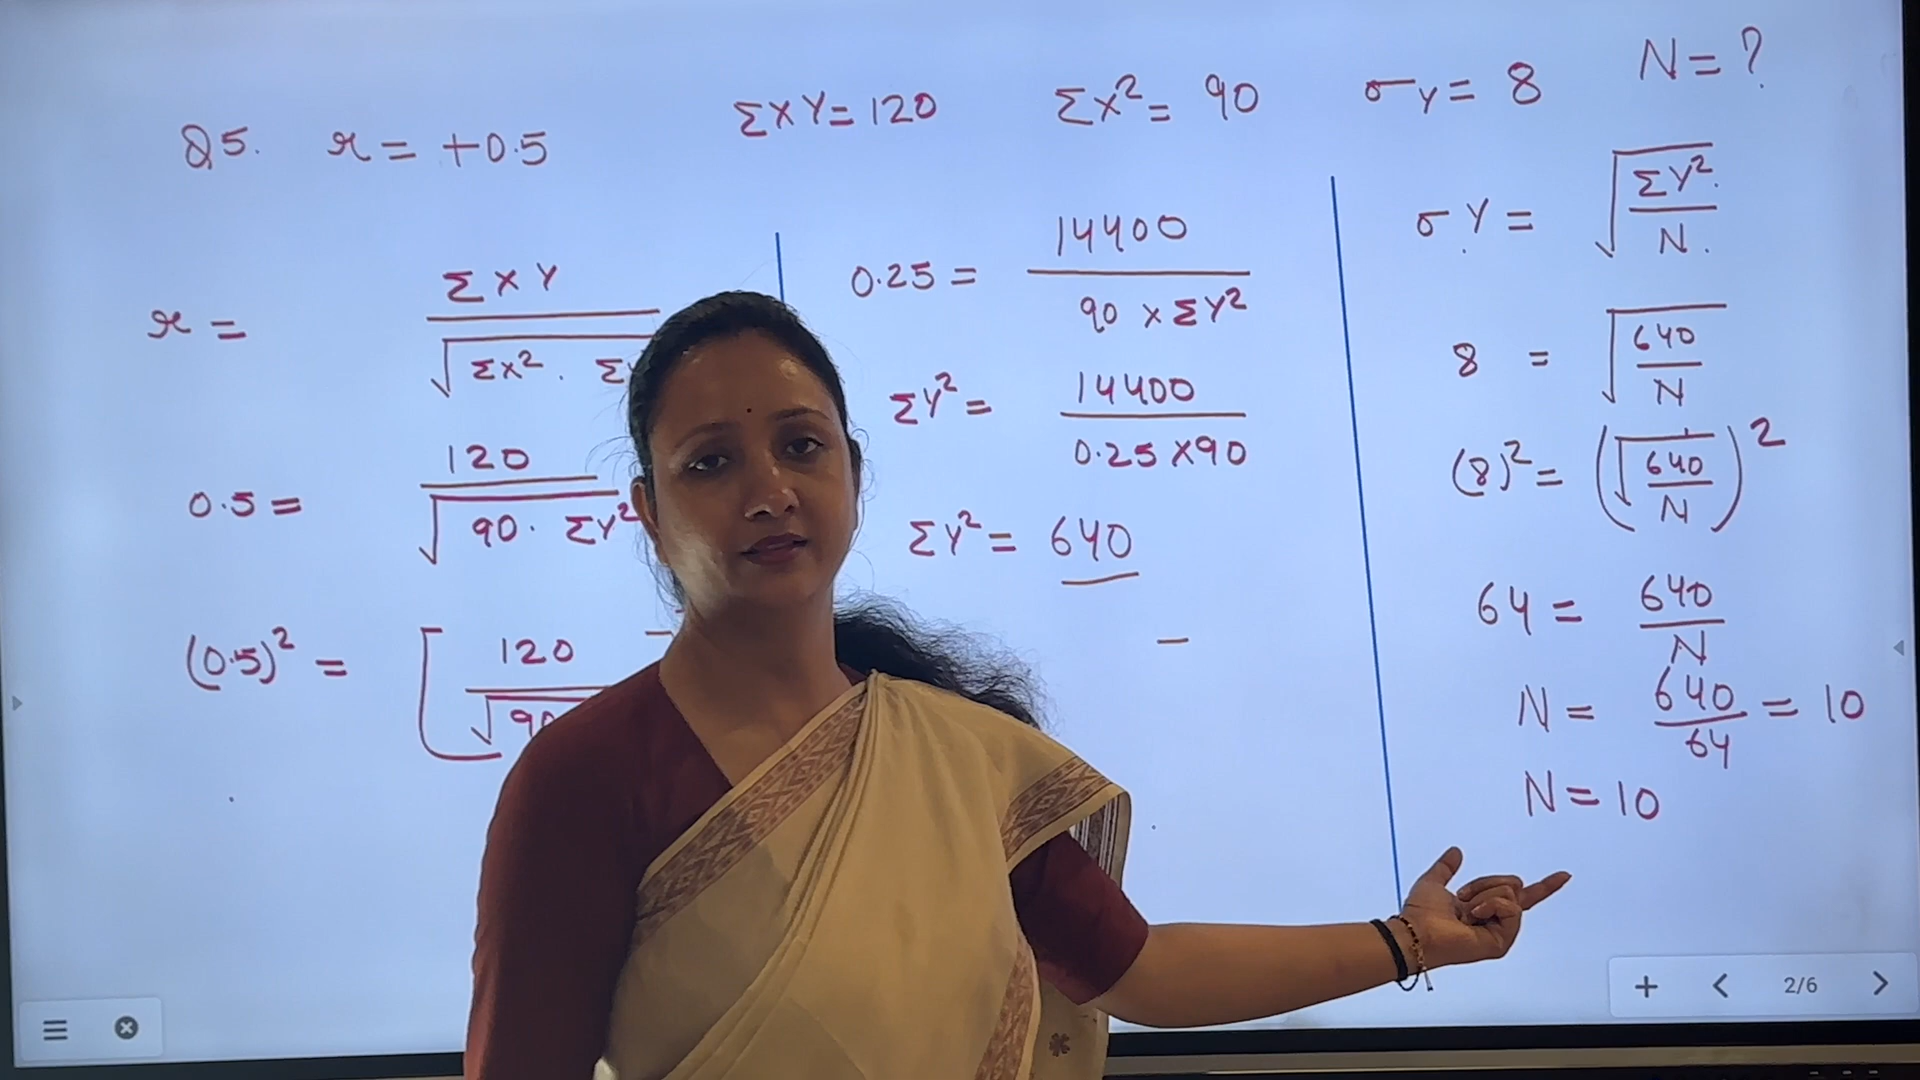 Q5. r = +0.5 ΣXY = 120 Σx² = 90 σY = 8 N = ?
r = ΣXY / √Σx² . Σ
0.5 = 120 / √90 . ΣY²
(0.5)² = [120 / √90
0.25 = 14400 / 90 × ΣY²
ΣY² = 14400 / 0.25 × 90
ΣY² = 640
σY = √ΣY² / N
8 = √640 / N
(8)² = (√640 / N)²
64 = 640 / N
N = 640 / 64 = 10
N = 10
2/6